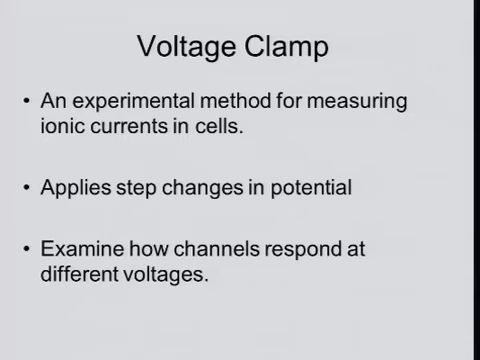 Voltage Clamp
• An experimental method for measuring
ionic currents in cells.
• Applies step changes in potential
• Examine how channels respond at
different voltages.